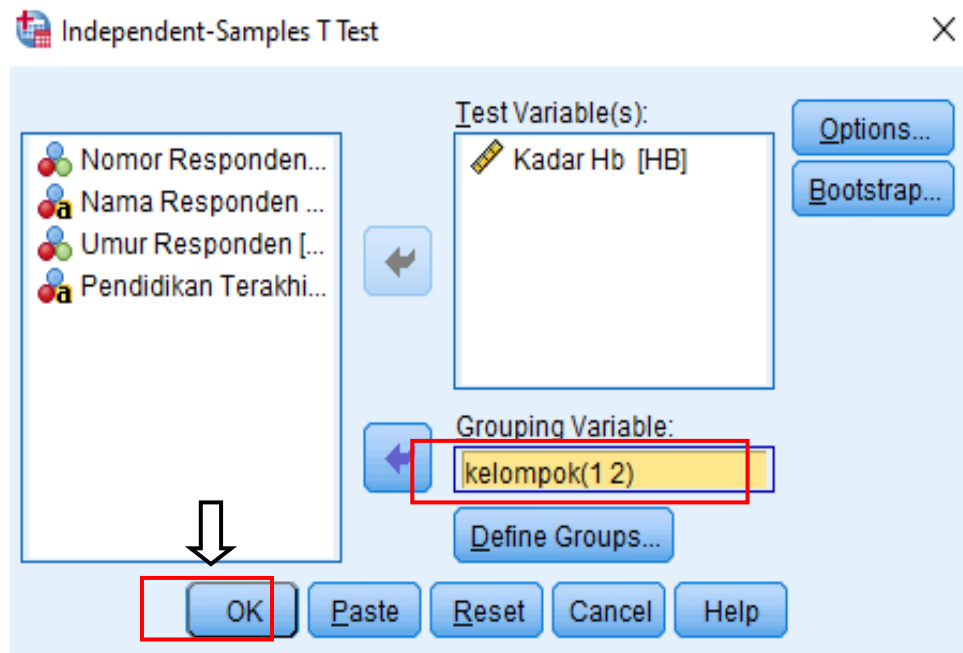 Independent-Samples T Test
Nomor Responden...
Nama Responden ...
Umur Responden [...
Pendidikan Terakhi...
Test Variable(s):
Kadar Hb [HB]
Options...
Bootstrap...
Grouping Variable:
kelompok(1 2)
Define Groups...
OK
Paste
Reset
Cancel
Help